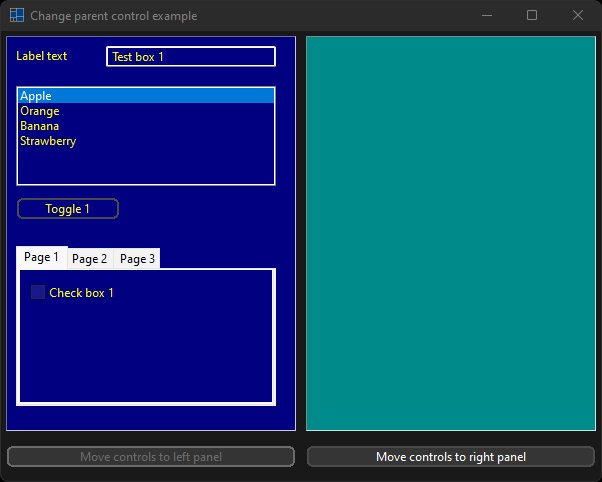 Change parent control example
Label text
Test box 1
Apple
Orange
Banana
Strawberry
Toggle 1
Page 1 Page 2 Page 3
Check box 1
Move controls to left panel
Move controls to right panel